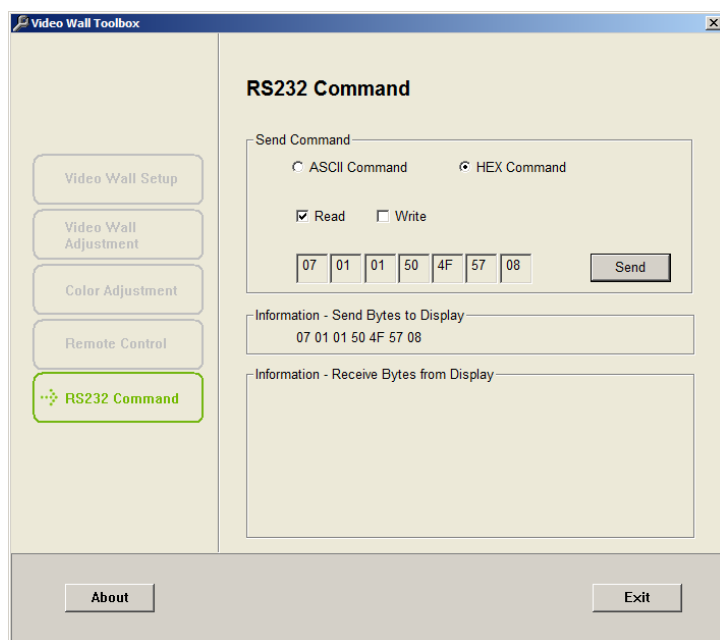 Video Wall Toolbox
RS232 Command
Send Command
ASCII Command HEX Command
Read Write
07 01 01 50 4F 57 08 Send
Information - Send Bytes to Display
07 01 01 50 4F 57 08
Information - Receive Bytes from Display
Video Wall Setup
Video Wall
Adjustment
Color Adjustment
Remote Control
RS232 Command
About Exit